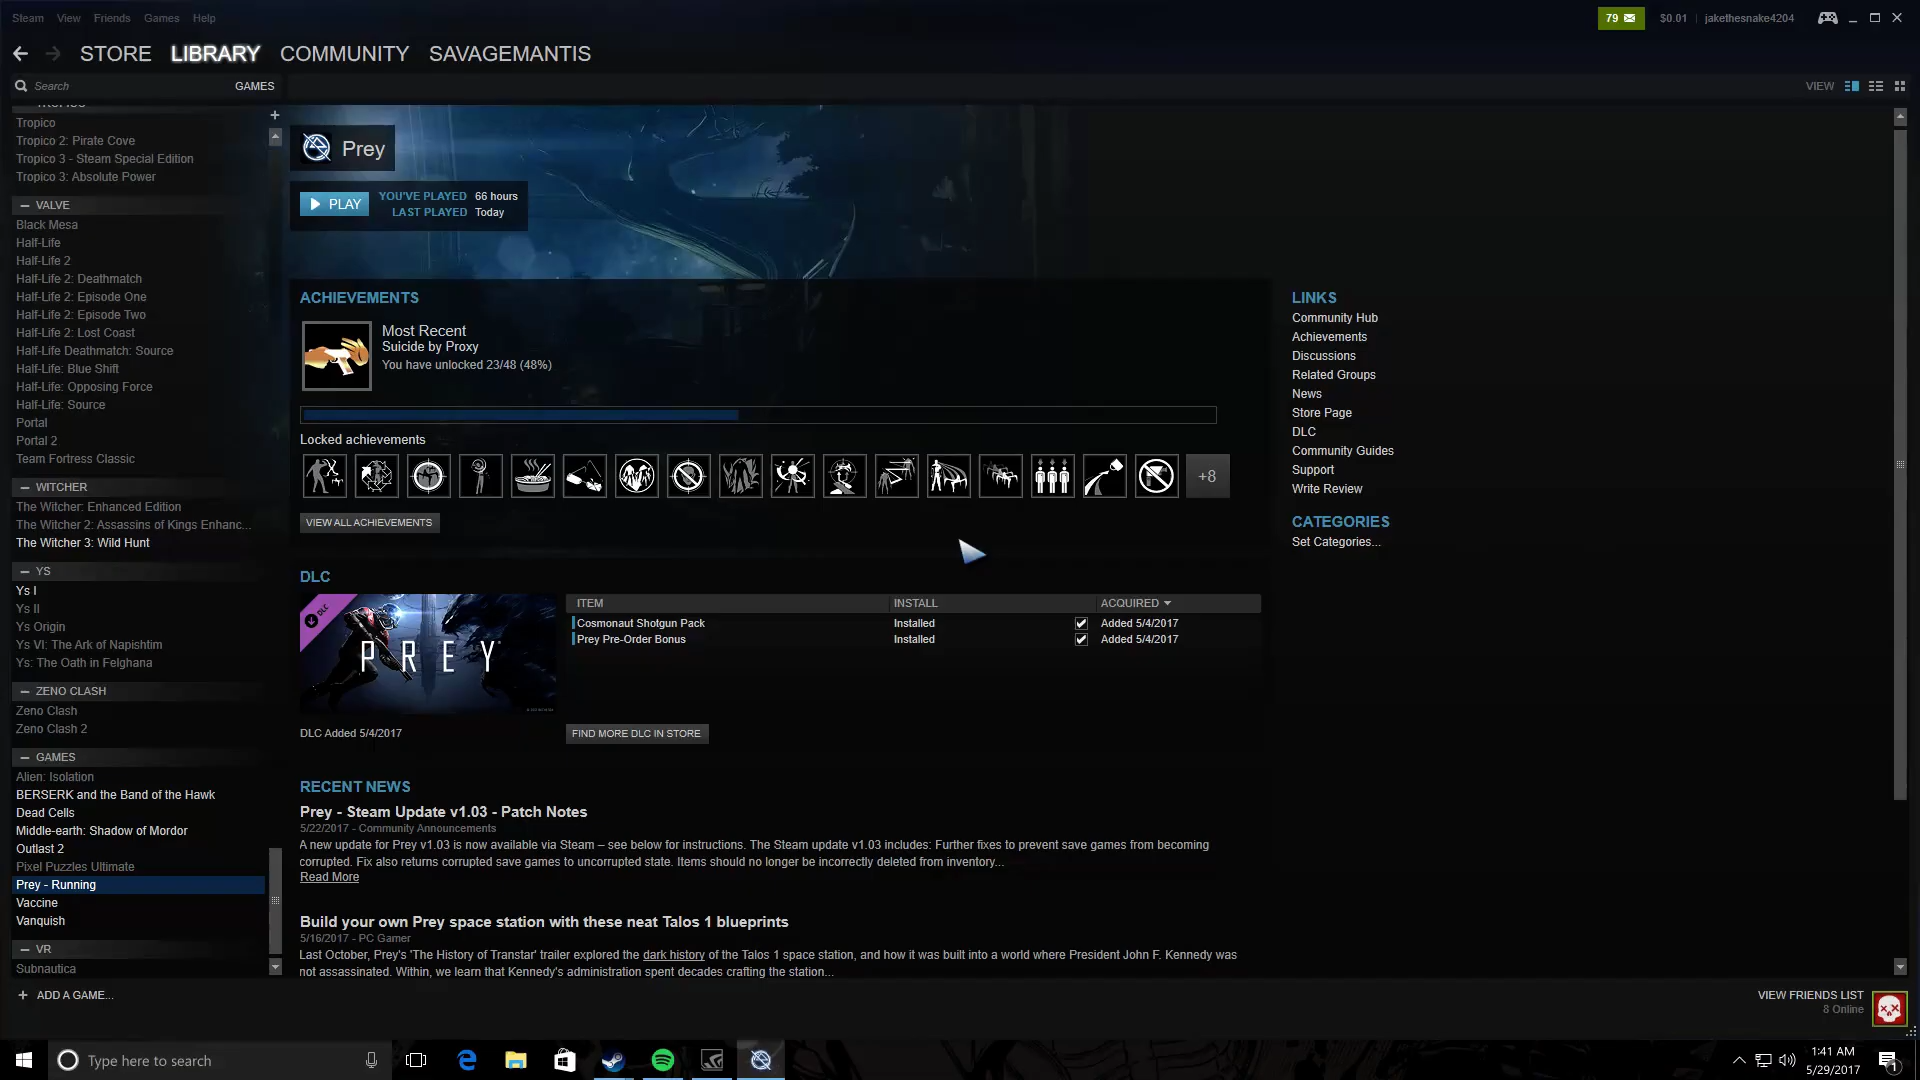 Steam View Friends Games Help
79 $0.01 jakethesnake4204
STORE LIBRARY COMMUNITY SAVAGEMANTIS
Search GAMES VIEW
Tropico
Tropico 2: Pirate Cove
Tropico 3 - Steam Special Edition
Tropico 3: Absolute Power
VALVE
Black Mesa
Half-Life
Half-Life 2
Half-Life 2: Deathmatch
Half-Life 2: Episode One
Half-Life 2: Episode Two
Half-Life 2: Lost Coast
Half-Life Deathmatch: Source
Half-Life: Blue Shift
Half-Life: Opposing Force
Half-Life: Source
Portal
Portal 2
Team Fortress Classic
WITCHER
The Witcher: Enhanced Edition
The Witcher 2: Assassins of Kings Enhanc...
The Witcher 3: Wild Hunt
YS
Ys I
Ys II
Ys Origin
Ys VI: The Ark of Napishtim
Ys: The Oath in Felghana
ZENO CLASH
Zeno Clash
Zeno Clash 2
GAMES
Alien: Isolation
BERSERK and the Band of the Hawk
Dead Cells
Middle-earth: Shadow of Mordor
Outlast 2
Pixel Puzzles Ultimate
Prey - Running
Vaccine
Vanquish
VR
Subnautica
+ ADD A GAME...
Prey
PLAY
YOU'VE PLAYED 66 hours
LAST PLAYED Today
ACHIEVEMENTS
Most Recent
Suicide by Proxy
You have unlocked 23/48 (48%)
Locked achievements
+8
VIEW ALL ACHIEVEMENTS
DLC
DLC
PREY
DLC Added 5/4/2017
ITEM INSTALL ACQUIRED
Cosmonaut Shotgun Pack Installed Added 5/4/2017
Prey Pre-Order Bonus Installed Added 5/4/2017
FIND MORE DLC IN STORE
RECENT NEWS
Prey - Steam Update v1.03 - Patch Notes
5/22/2017 - Community Announcements
A new update for Prey v1.03 is now available via Steam – see below for instructions. The Steam update v1.03 includes: Further fixes to prevent save games from becoming
corrupted. Fix also returns corrupted save games to uncorrupted state. Items should no longer be incorrectly deleted from inventory...
Read More
Build your own Prey space station with these neat Talos 1 blueprints
5/16/2017 - PC Gamer
Last October, Prey's 'The History of Transtar' trailer explored the dark history of the Talos 1 space station, and how it was built into a world where President John F. Kennedy was
not assassinated. Within, we learn that Kennedy's administration spent decades crafting the station...
LINKS
Community Hub
Achievements
Discussions
Related Groups
News
Store Page
DLC
Community Guides
Support
Write Review
CATEGORIES
Set Categories...
VIEW FRIENDS LIST
8 Online
Type here to search
1:41 AM
5/29/2017
1